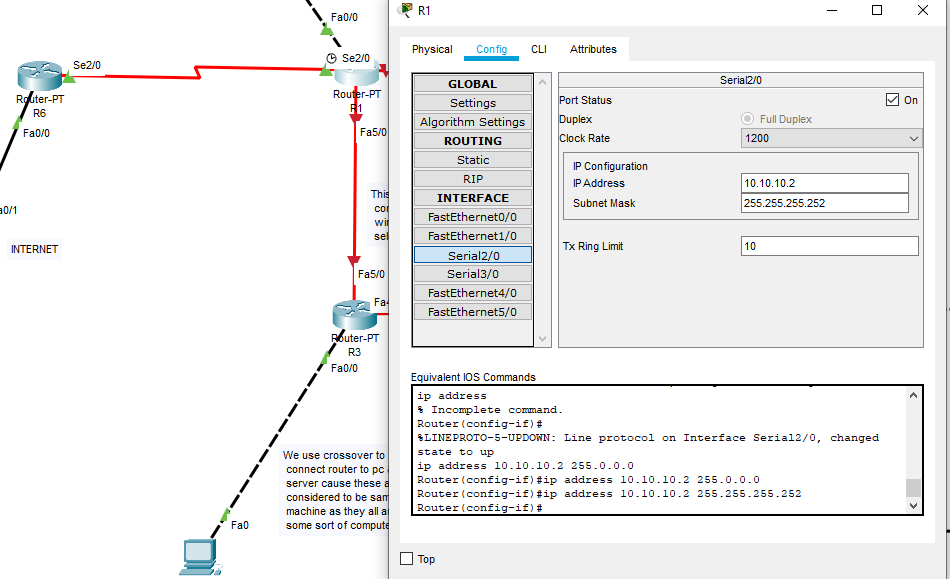 Fa0/0
Se2/0
Se2/0
Router-PT
R6
Router-PT
R1
Fa0/0
Fa5/0
a0/1
This
INTERNET
Fa5/0
Router-PT
R3
Fa0/0
We use crossover to
connect router to pc
server cause these a
considered to be sam
machine as they all a
some sort of compute
Fa0
R1
Physical Config CLI Attributes
GLOBAL
Settings
Algorithm Settings
ROUTING
Static
RIP
INTERFACE
FastEthernet0/0
FastEthernet1/0
Serial2/0
Serial3/0
FastEthernet4/0
FastEthernet5/0
Serial2/0
Port Status On
Duplex Full Duplex
Clock Rate 1200
IP Configuration
IP Address 10.10.10.2
Subnet Mask 255.255.255.252
Tx Ring Limit 10
Equivalent IOS Commands
ip address
% Incomplete command.
Router(config-if)#
%LINEPROTO-5-UPDOWN: Line protocol on Interface Serial2/0, changed
state to up
ip address 10.10.10.2 255.0.0.0
Router(config-if)#ip address 10.10.10.2 255.0.0.0
Router(config-if)#ip address 10.10.10.2 255.255.255.252
Router(config-if)#
Top